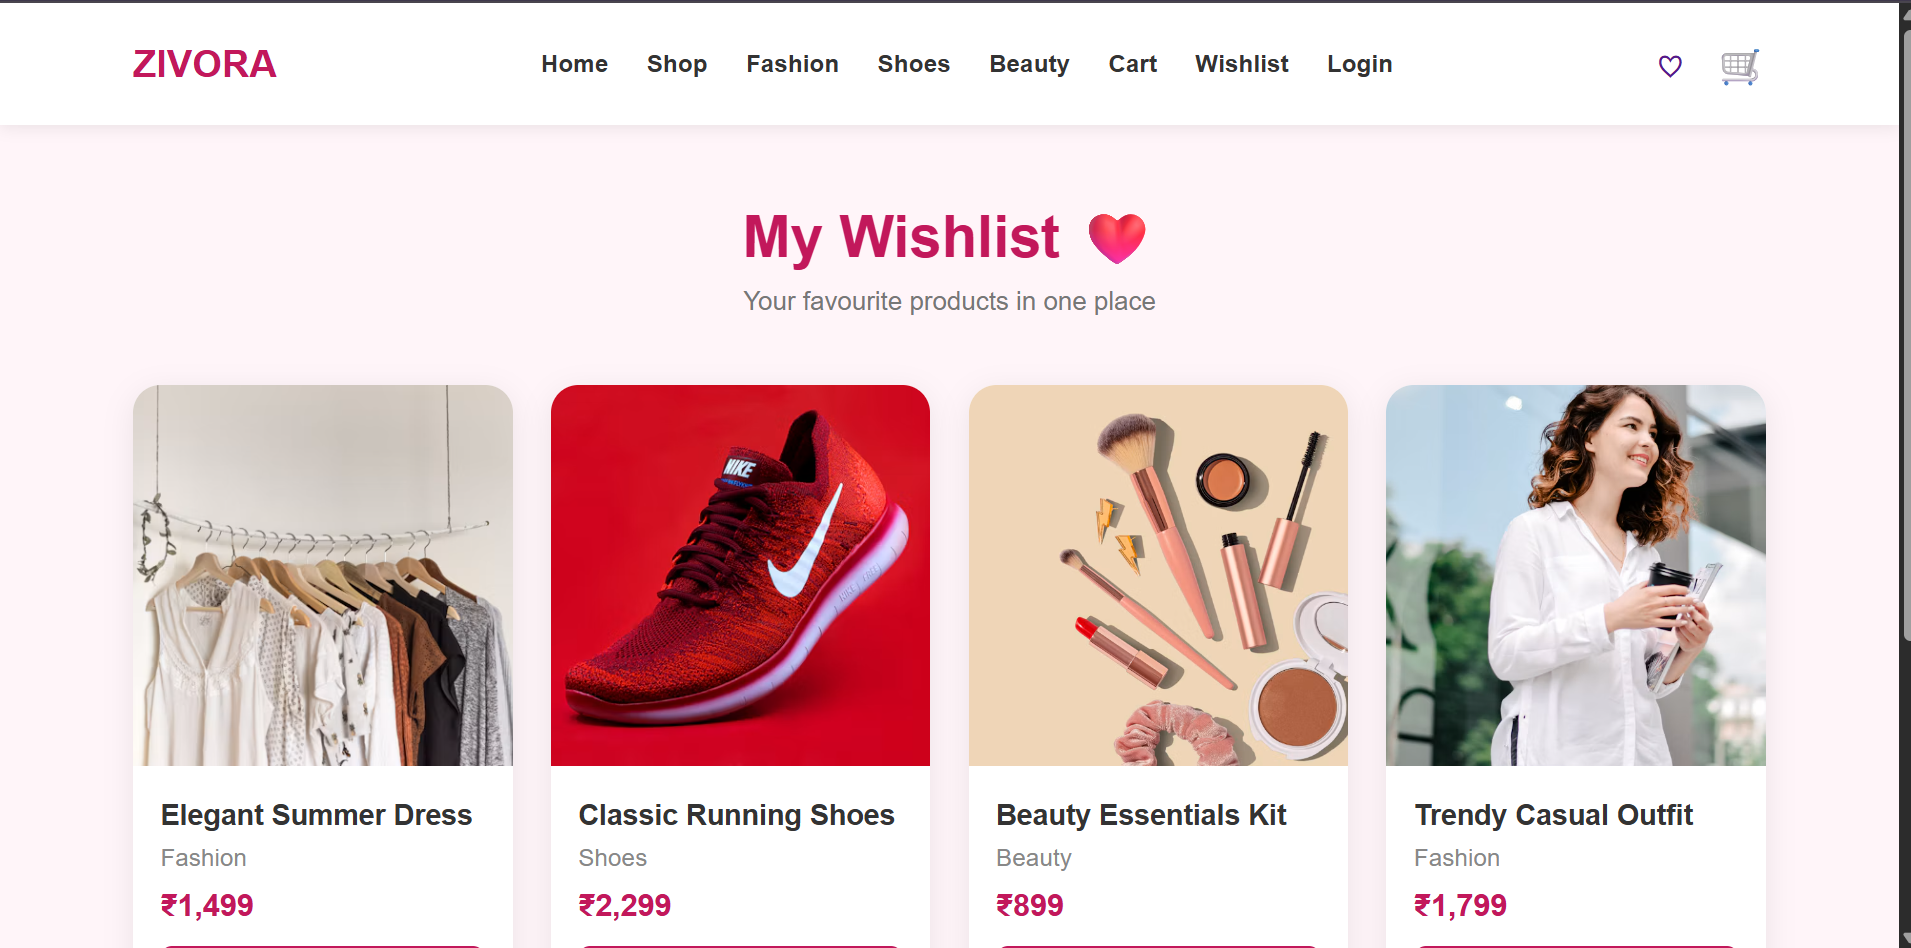 ZIVORA
Home Shop Fashion Shoes Beauty Cart Wishlist Login
My Wishlist
Your favourite products in one place
NIKE
Elegant Summer Dress
Fashion
₹1,499
Classic Running Shoes
Shoes
₹2,299
Beauty Essentials Kit
Beauty
₹899
Trendy Casual Outfit
Fashion
₹1,799